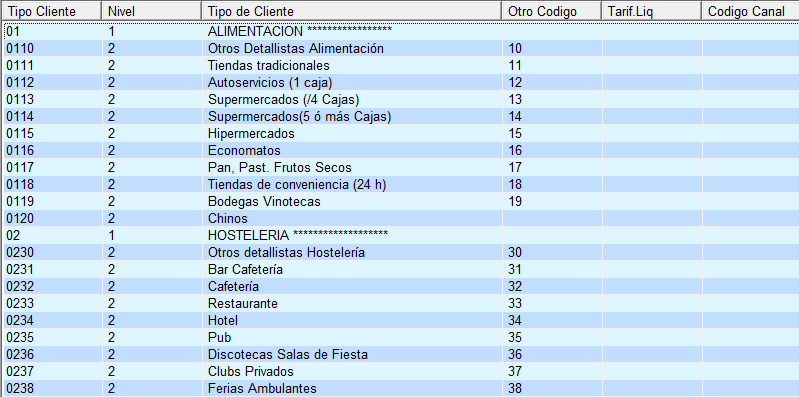 Tipo Cliente Nivel Tipo de Cliente Otro Codigo Tarif.Liq Codigo Canal
01 1 ALIMENTACION *****************
0110 2 Otros Detallistas Alimentación 10
0111 2 Tiendas tradicionales 11
0112 2 Autoservicios (1 caja) 12
0113 2 Supermercados (/4 Cajas) 13
0114 2 Supermercados(5 ó más Cajas) 14
0115 2 Hipermercados 15
0116 2 Economatos 16
0117 2 Pan, Past. Frutos Secos 17
0118 2 Tiendas de conveniencia (24 h) 18
0119 2 Bodegas Vinotecas 19
0120 2 Chinos
02 1 HOSTELERIA *******************
0230 2 Otros detallistas Hostelería 30
0231 2 Bar Cafetería 31
0232 2 Cafetería 32
0233 2 Restaurante 33
0234 2 Hotel 34
0235 2 Pub 35
0236 2 Discotecas Salas de Fiesta 36
0237 2 Clubs Privados 37
0238 2 Ferias Ambulantes 38